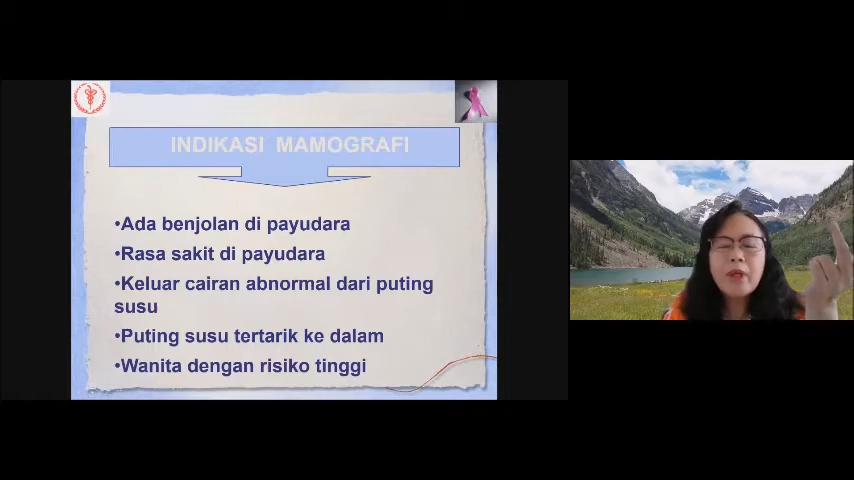 INDIKASI MAMOGRAFI
•Ada benjolan di payudara
•Rasa sakit di payudara
•Keluar cairan abnormal dari puting
susu
•Puting susu tertarik ke dalam
•Wanita dengan risiko tinggi